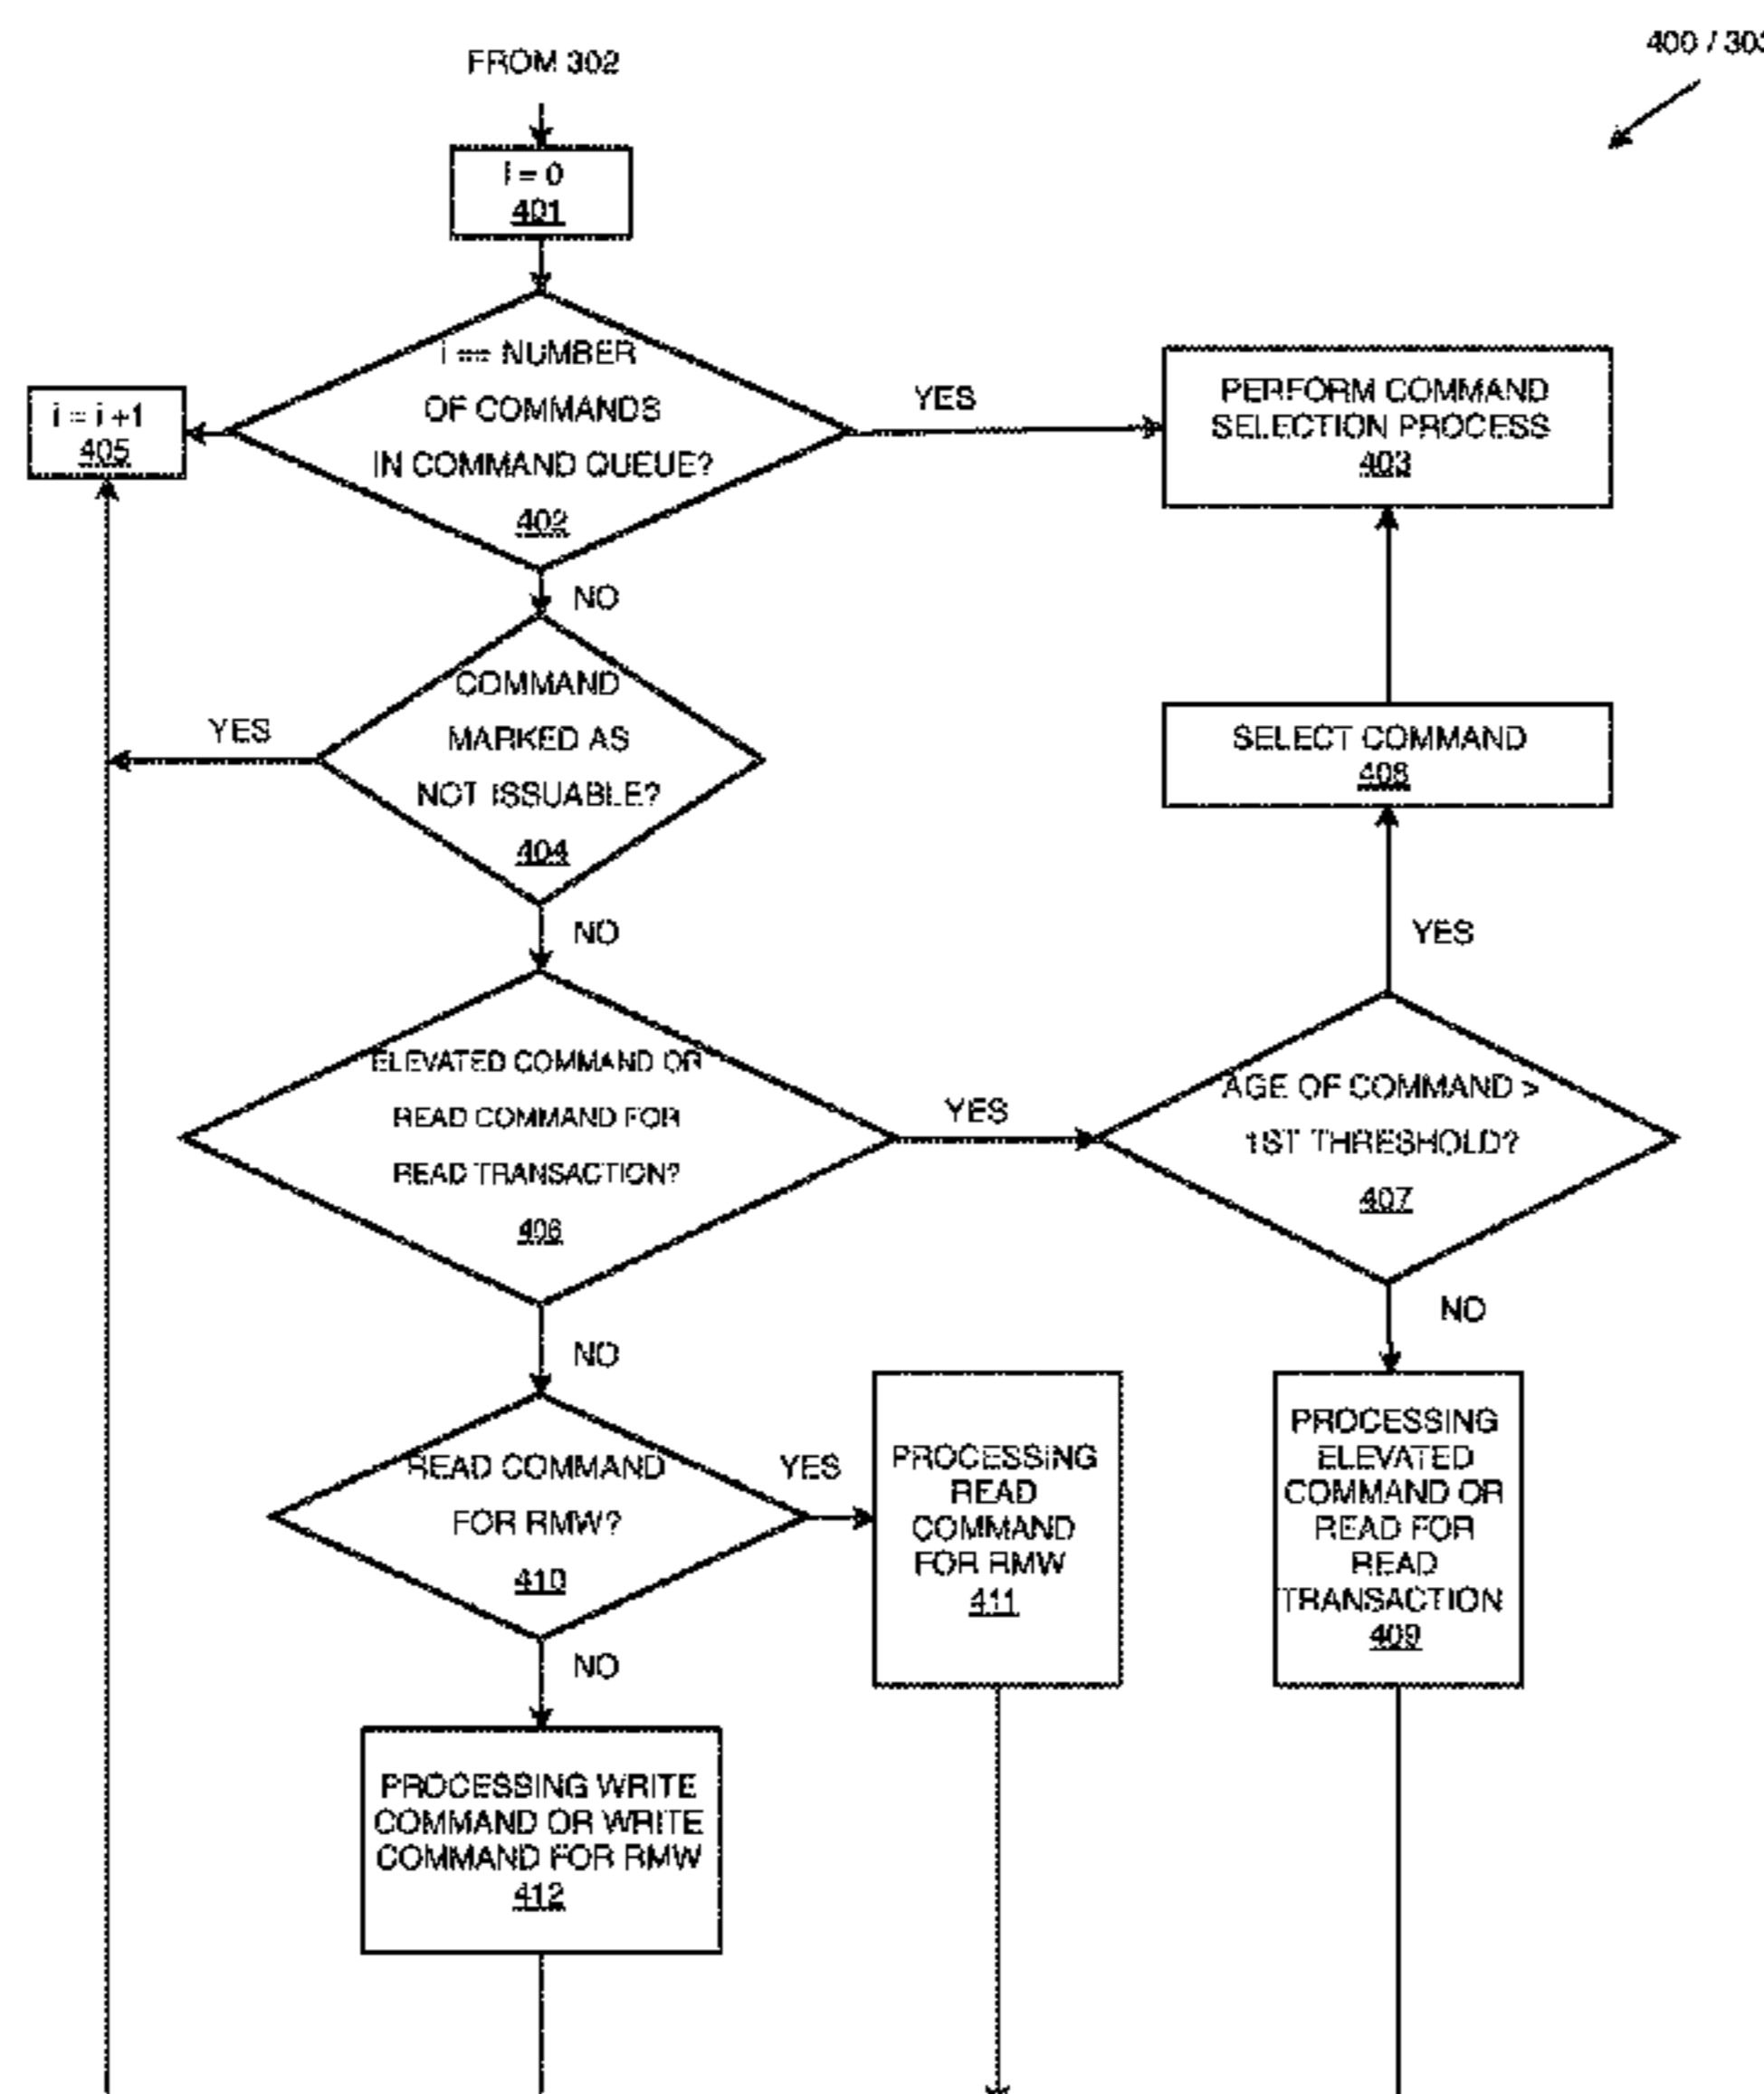 FROM 302
400 / 303
i = 0
401
i == NUMBER
OF COMMANDS
IN COMMAND QUEUE?
402
YES
PERFORM COMMAND
SELECTION PROCESS
403
i = i +1
405
NO
COMMAND
MARKED AS
NOT ISSUABLE?
404
YES
SELECT COMMAND
408
NO
YES
ELEVATED COMMAND OR
READ COMMAND FOR
READ TRANSACTION?
406
YES
AGE OF COMMAND >
1ST THRESHOLD?
407
NO
NO
READ COMMAND
FOR RMW?
410
YES
PROCESSING
READ
COMMAND
FOR RMW
411
PROCESSING
ELEVATED
COMMAND OR
READ FOR
READ
TRANSACTION
409
NO
PROCESSING WRITE
COMMAND OR WRITE
COMMAND FOR RMW
412